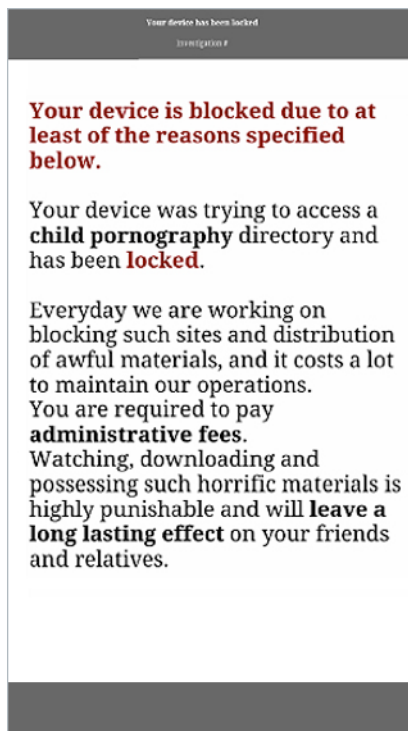 Your device has been locked
Investigation #
Your device is blocked due to at
least of the reasons specified
below.
Your device was trying to access a
child pornography directory and
has been locked.
Everyday we are working on
blocking such sites and distribution
of awful materials, and it costs a lot
to maintain our operations.
You are required to pay
administrative fees.
Watching, downloading and
possessing such horrific materials is
highly punishable and will leave a
long lasting effect on your friends
and relatives.